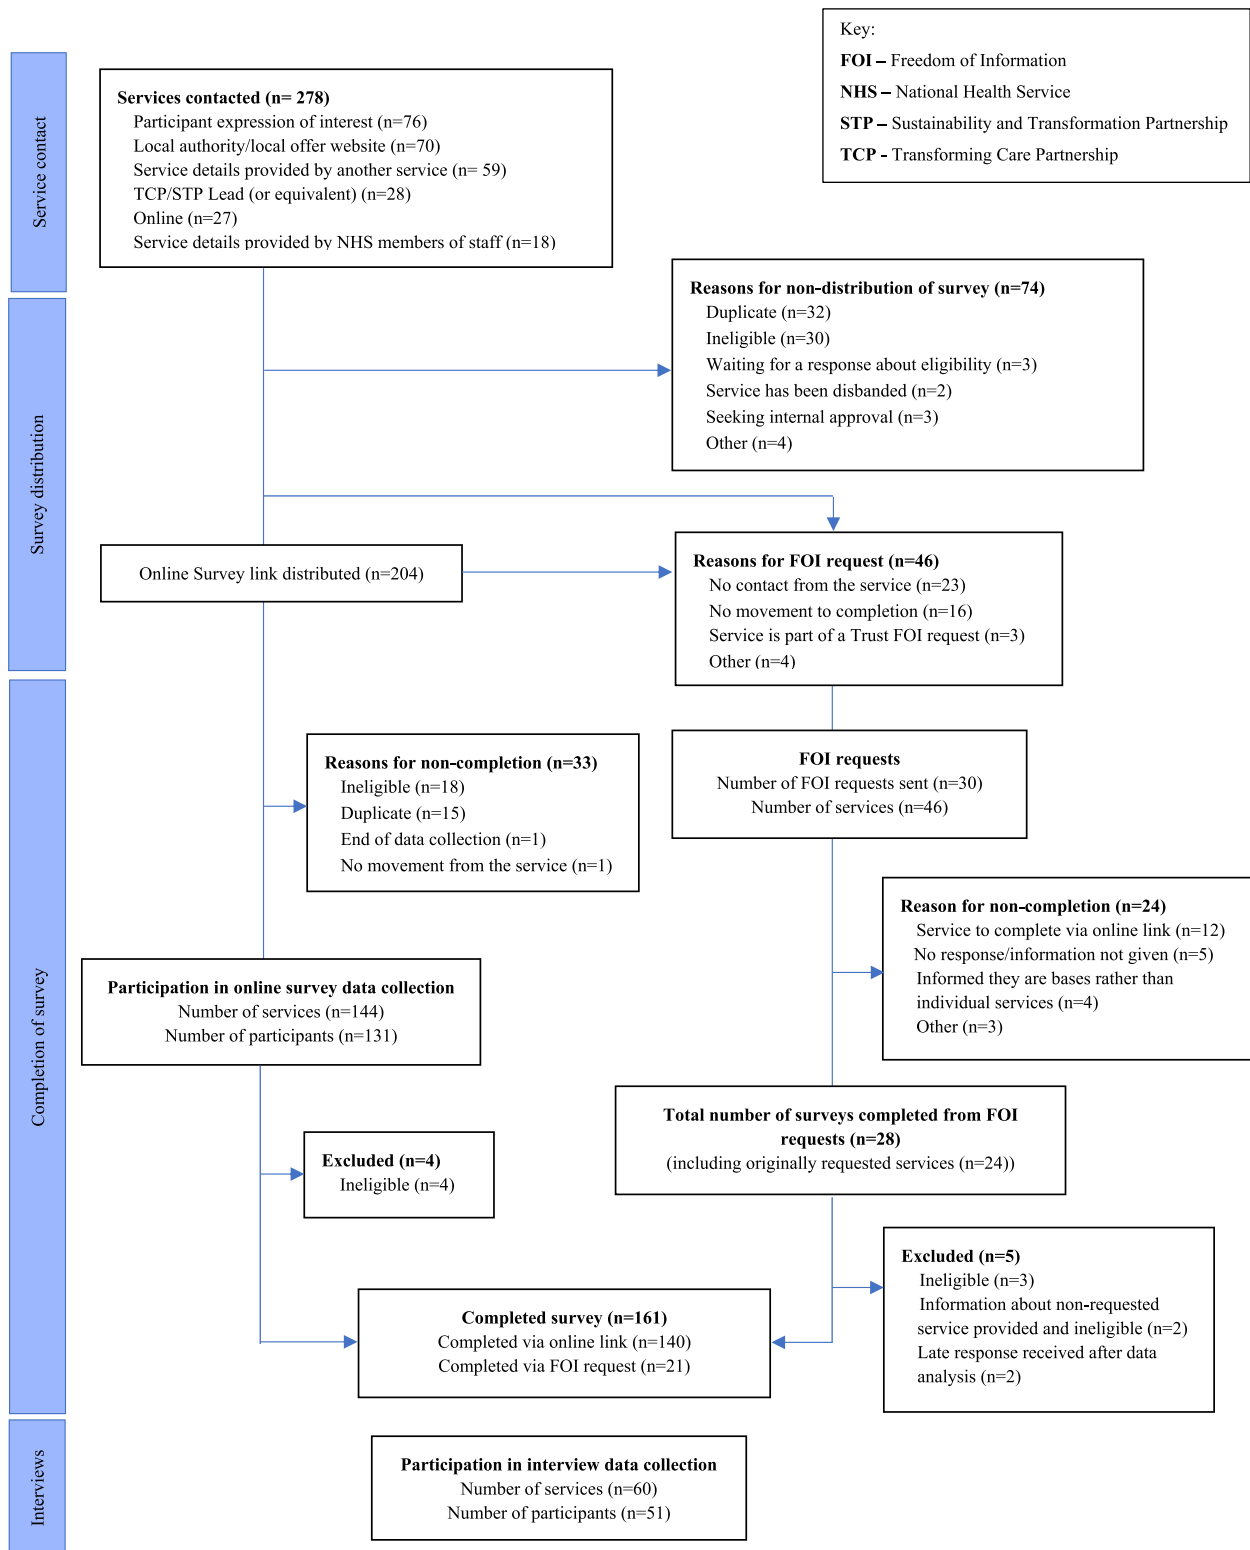 Key:
FOI – Freedom of Information
NHS – National Health Service
STP – Sustainability and Transformation Partnership
TCP - Transforming Care Partnership
Service contact
Services contacted (n= 278)
Participant expression of interest (n=76)
Local authority/local offer website (n=70)
Service details provided by another service (n= 59)
TCP/STP Lead (or equivalent) (n=28)
Online (n=27)
Service details provided by NHS members of staff (n=18)
Survey distribution
Reasons for non-distribution of survey (n=74)
Duplicate (n=32)
Ineligible (n=30)
Waiting for a response about eligibility (n=3)
Service has been disbanded (n=2)
Seeking internal approval (n=3)
Other (n=4)
Online Survey link distributed (n=204)
Reasons for FOI request (n=46)
No contact from the service (n=23)
No movement to completion (n=16)
Service is part of a Trust FOI request (n=3)
Other (n=4)
Completion of survey
Reasons for non-completion (n=33)
Ineligible (n=18)
Duplicate (n=15)
End of data collection (n=1)
No movement from the service (n=1)
FOI requests
Number of FOI requests sent (n=30)
Number of services (n=46)
Reason for non-completion (n=24)
Service to complete via online link (n=12)
No response/information not given (n=5)
Informed they are bases rather than
individual services (n=4)
Other (n=3)
Participation in online survey data collection
Number of services (n=144)
Number of participants (n=131)
Total number of surveys completed from FOI
requests (n=28)
(including originally requested services (n=24))
Excluded (n=4)
Ineligible (n=4)
Excluded (n=5)
Ineligible (n=3)
Information about non-requested
service provided and ineligible (n=2)
Late response received after data
analysis (n=2)
Completed survey (n=161)
Completed via online link (n=140)
Completed via FOI request (n=21)
Interviews
Participation in interview data collection
Number of services (n=60)
Number of participants (n=51)